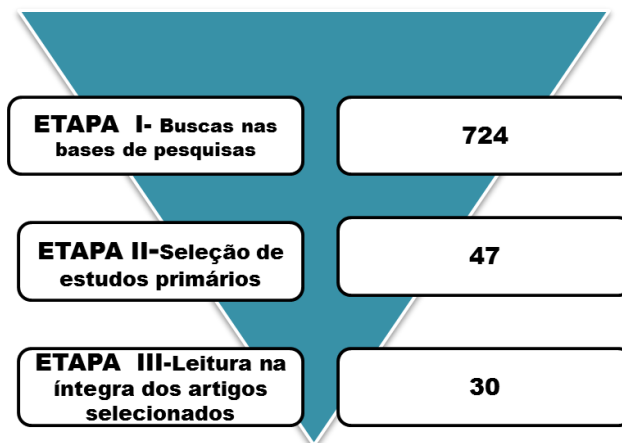 ETAPA I- Buscas nas
bases de pesquisas
724
ETAPA II-Seleção de
estudos primários
47
ETAPA III-Leitura na
íntegra dos artigos
selecionados
30